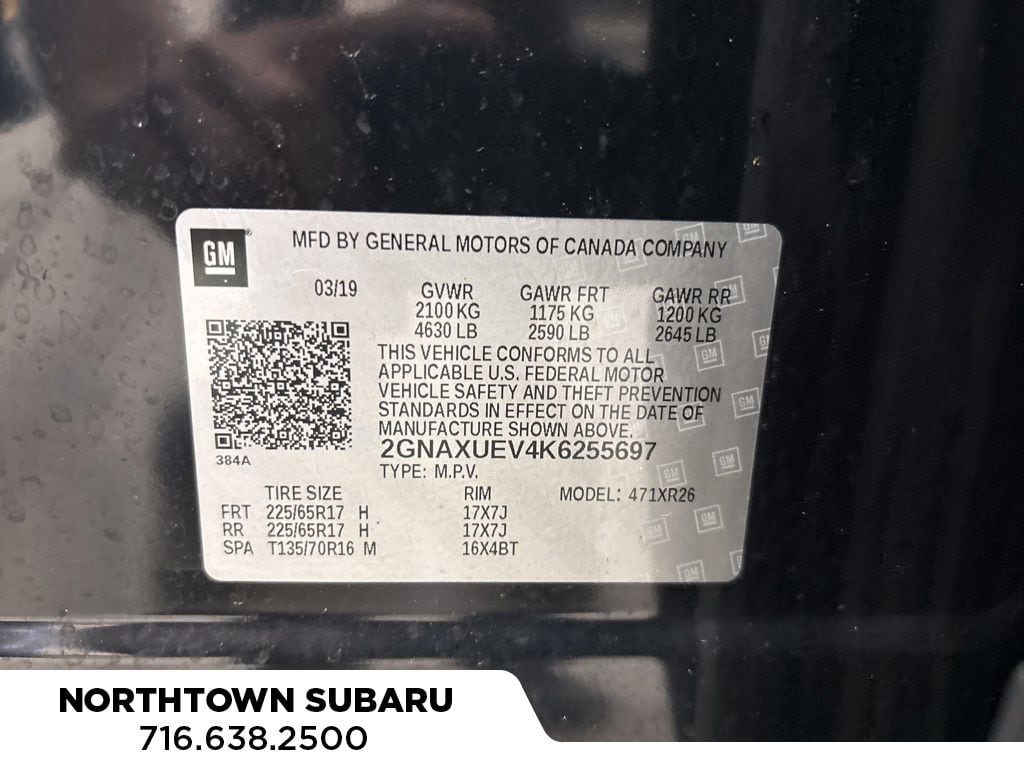 GM
MFD BY GENERAL MOTORS OF CANADA COMPANY
03/19 GVWR GAWR FRT GAWR RR
2100 KG 1175 KG 1200 KG
4630 LB 2590 LB 2645 LB
THIS VEHICLE CONFORMS TO ALL
APPLICABLE U.S. FEDERAL MOTOR
VEHICLE SAFETY AND THEFT PREVENTION
STANDARDS IN EFFECT ON THE DATE OF
MANUFACTURE SHOWN ABOVE.
384A
2GNAXUEV4K6255697
TYPE: M.P.V.
TIRE SIZE RIM MODEL: 471XR26
FRT 225/65R17 H 17X7J
RR 225/65R17 H 17X7J
SPA T135/70R16 M 16X4BT
NORTHTOWN SUBARU
716.638.2500